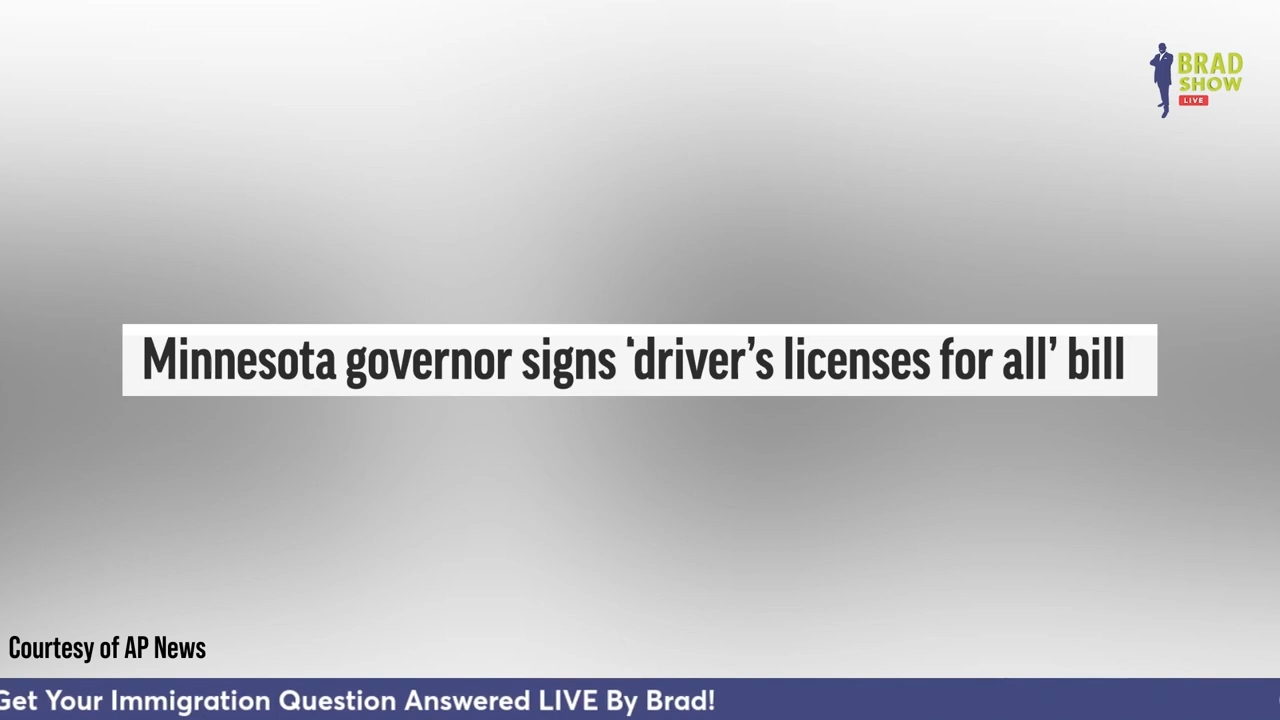 BRAD
SHOW
LIVE
Minnesota governor signs ‘driver’s licenses for all’ bill
Courtesy of AP News
Get Your Immigration Question Answered LIVE By Brad!